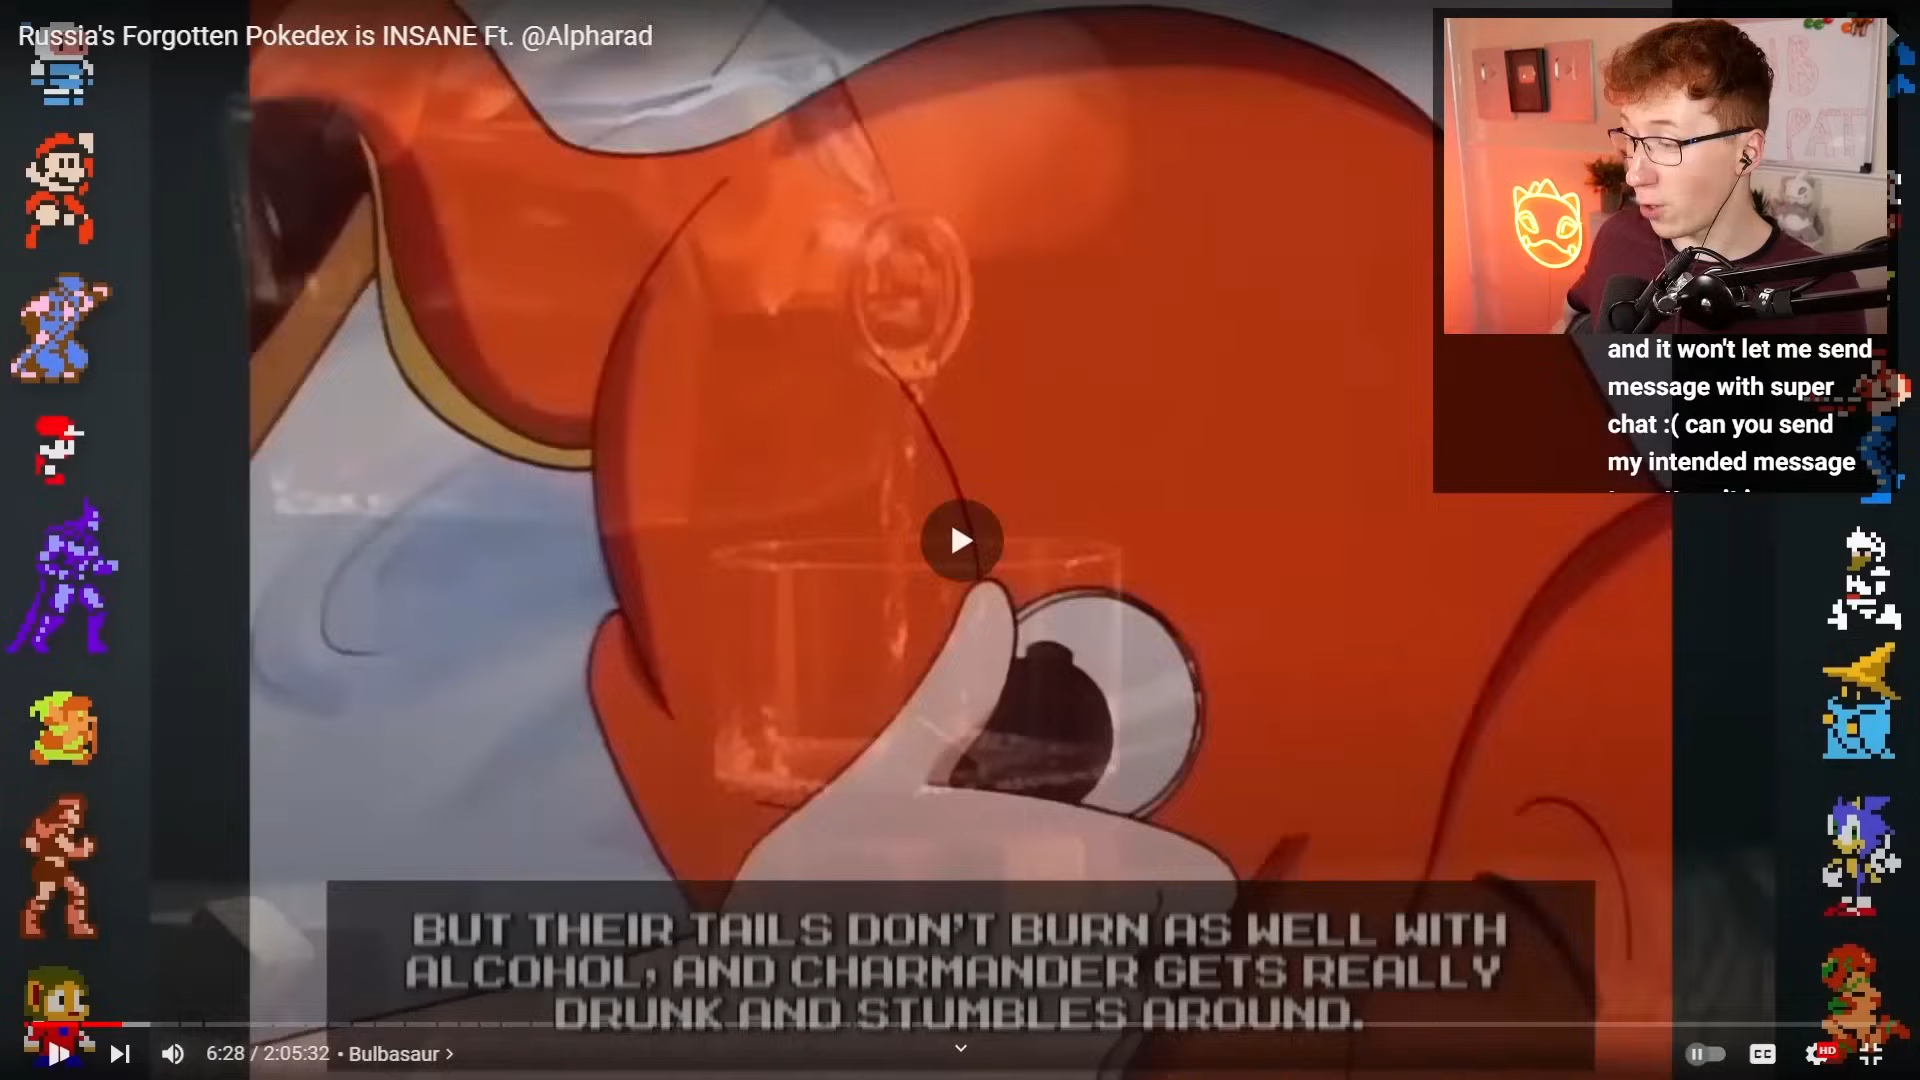 Russia's Forgotten Pokedex is INSANE Ft. @Alpharad
and it won't let me send
message with super
chat :( can you send
my intended message
BUT THEIR TAILS DON'T BURN AS WELL WITH
ALCOHOL, AND CHARMANDER GETS REALLY
DRUNK AND STUMBLES AROUND.
6:28 / 2:05:32 • Bulbasaur >
CC
HD